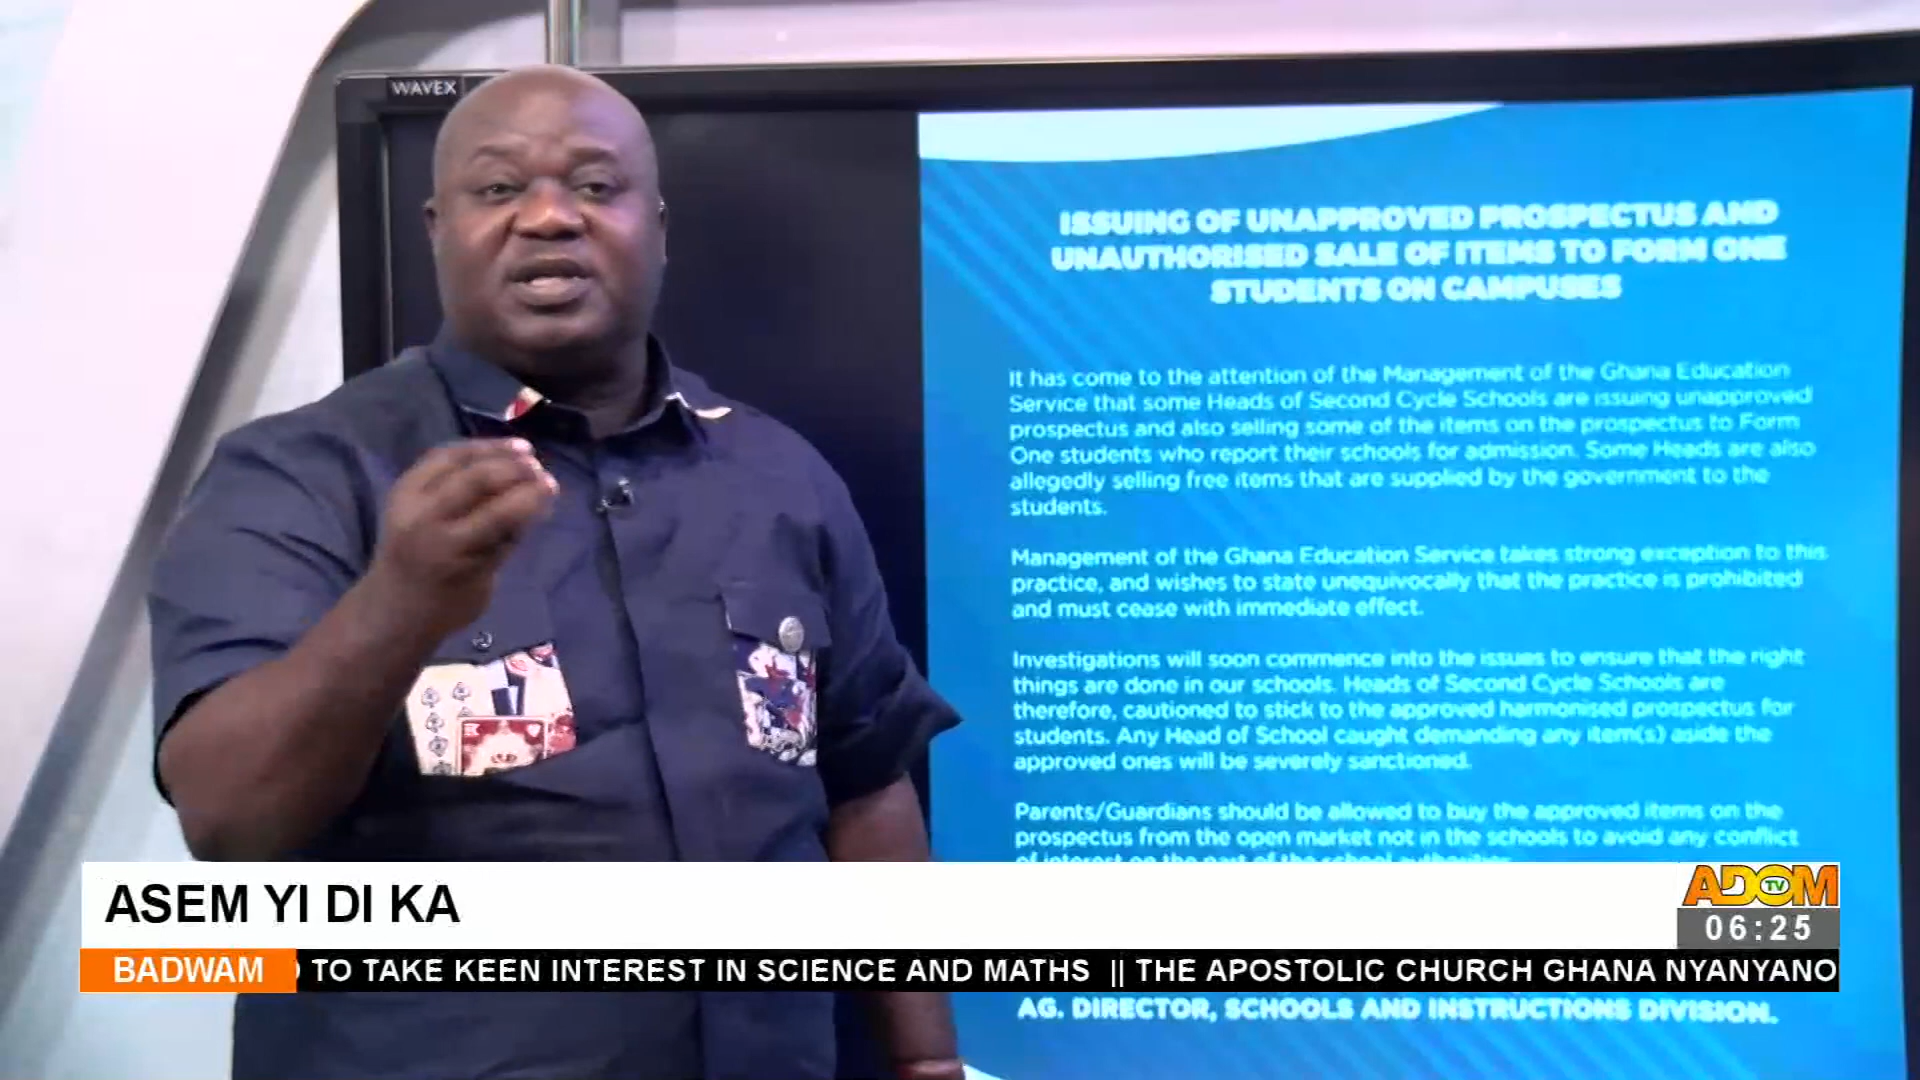 WAVEX
ISSUING OF UNAPPROVED PROSPECTUS AND
UNAUTHORISED SALE OF ITEMS TO FORM ONE
STUDENTS ON CAMPUSES
It has come to the attention of the Management of the Ghana Education
Service that some Heads of Second Cycle Schools are issuing unapproved
prospectus and also selling some of the items on the prospectus to Form
One students who report their schools for admission. Some Heads are also
allegedly selling free items that are supplied by the government to the
students.
Management of the Ghana Education Service takes strong exception to this
practice, and wishes to state unequivocally that the practice is prohibited
and must cease with immediate effect.
Investigations will soon commence into the issues to ensure that the right
things are done in our schools. Heads of Second Cycle Schools are
therefore, cautioned to stick to the approved harmonised prospectus for
students. Any Head of School caught demanding any item(s) aside the
approved ones will be severely sanctioned.
Parents/Guardians should be allowed to buy the approved items on the
prospectus from the open market not in the schools to avoid any conflict
of interest on the part of the school authorities.
ASEM YI DI KA
ADOM TV
06:25
BADWAM
TO TAKE KEEN INTEREST IN SCIENCE AND MATHS || THE APOSTOLIC CHURCH GHANA NYANYANO
AG. DIRECTOR, SCHOOLS AND INSTRUCTIONS DIVISION.